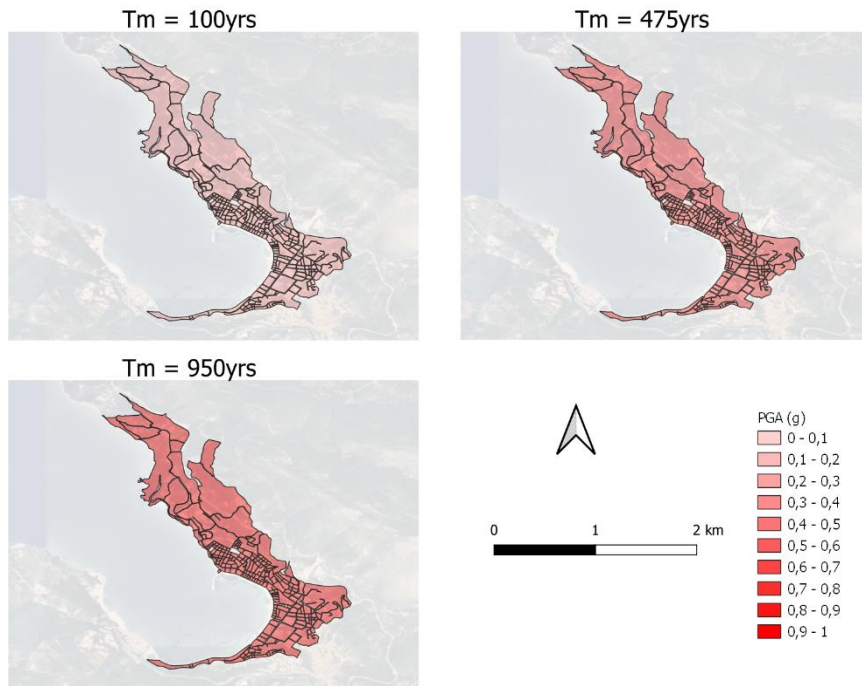 Tm = 100yrs
Tm = 475yrs
Tm = 950yrs
PGA (g)
0 - 0,1
0,1 - 0,2
0,2 - 0,3
0,3 - 0,4
0,4 - 0,5
0,5 - 0,6
0,6 - 0,7
0,7 - 0,8
0,8 - 0,9
0,9 - 1
0 1 2 km